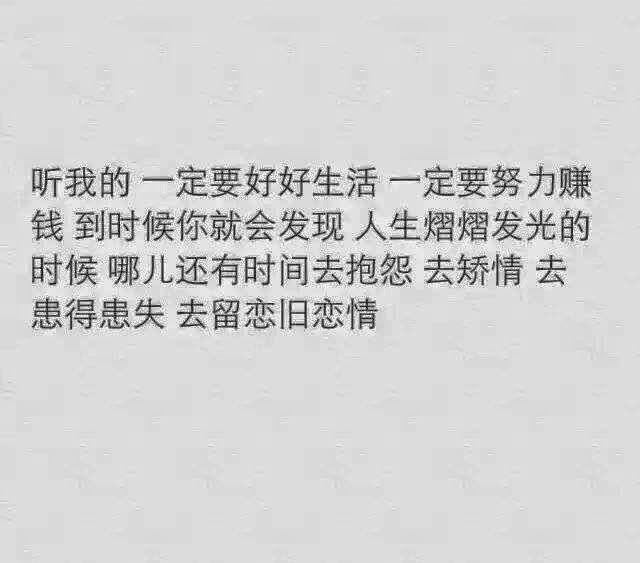 听我的 一定要好好生活 一定要努力赚
钱 到时候你就会发现 人生熠熠发光的
时候 哪儿还有时间去抱怨 去矫情 去
患得患失 去留恋旧恋情